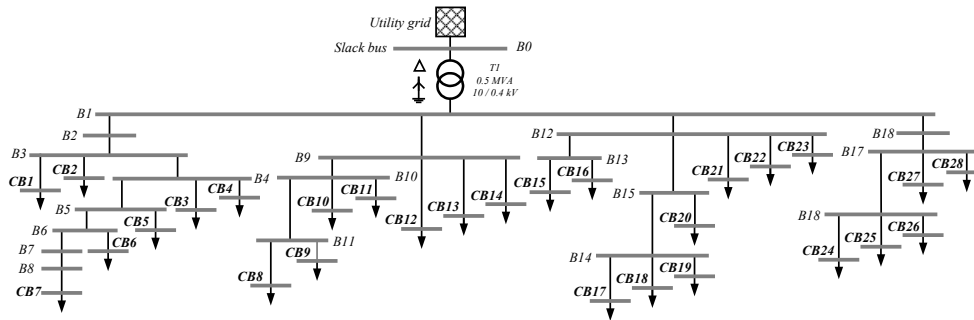 Utility grid
Slack bus
B0
T1
0.5 MVA
10 / 0.4 kV
B1
B2
B3
CB1
CB2
B4
CB3
CB4
B5
CB5
B6
CB6
B7
B8
CB7
B9
B10
CB10
CB11
CB12
CB13
CB14
B11
CB8
CB9
B12
B13
CB15
CB16
CB21
CB22
CB23
B15
CB20
B14
CB17
CB18
CB19
B18
B17
CB27
CB28
B18
CB24
CB25
CB26